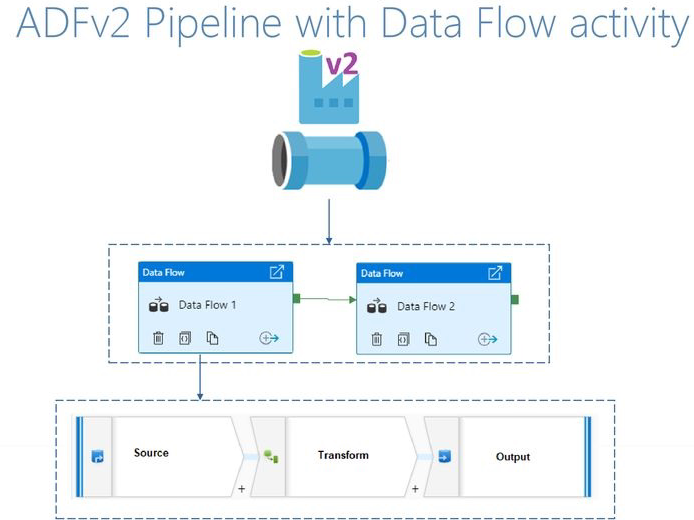 ADFv2 Pipeline with Data Flow activity
v2
Data Flow
Data Flow 1
Data Flow
Data Flow 2
Source
+
Transform
+
Output